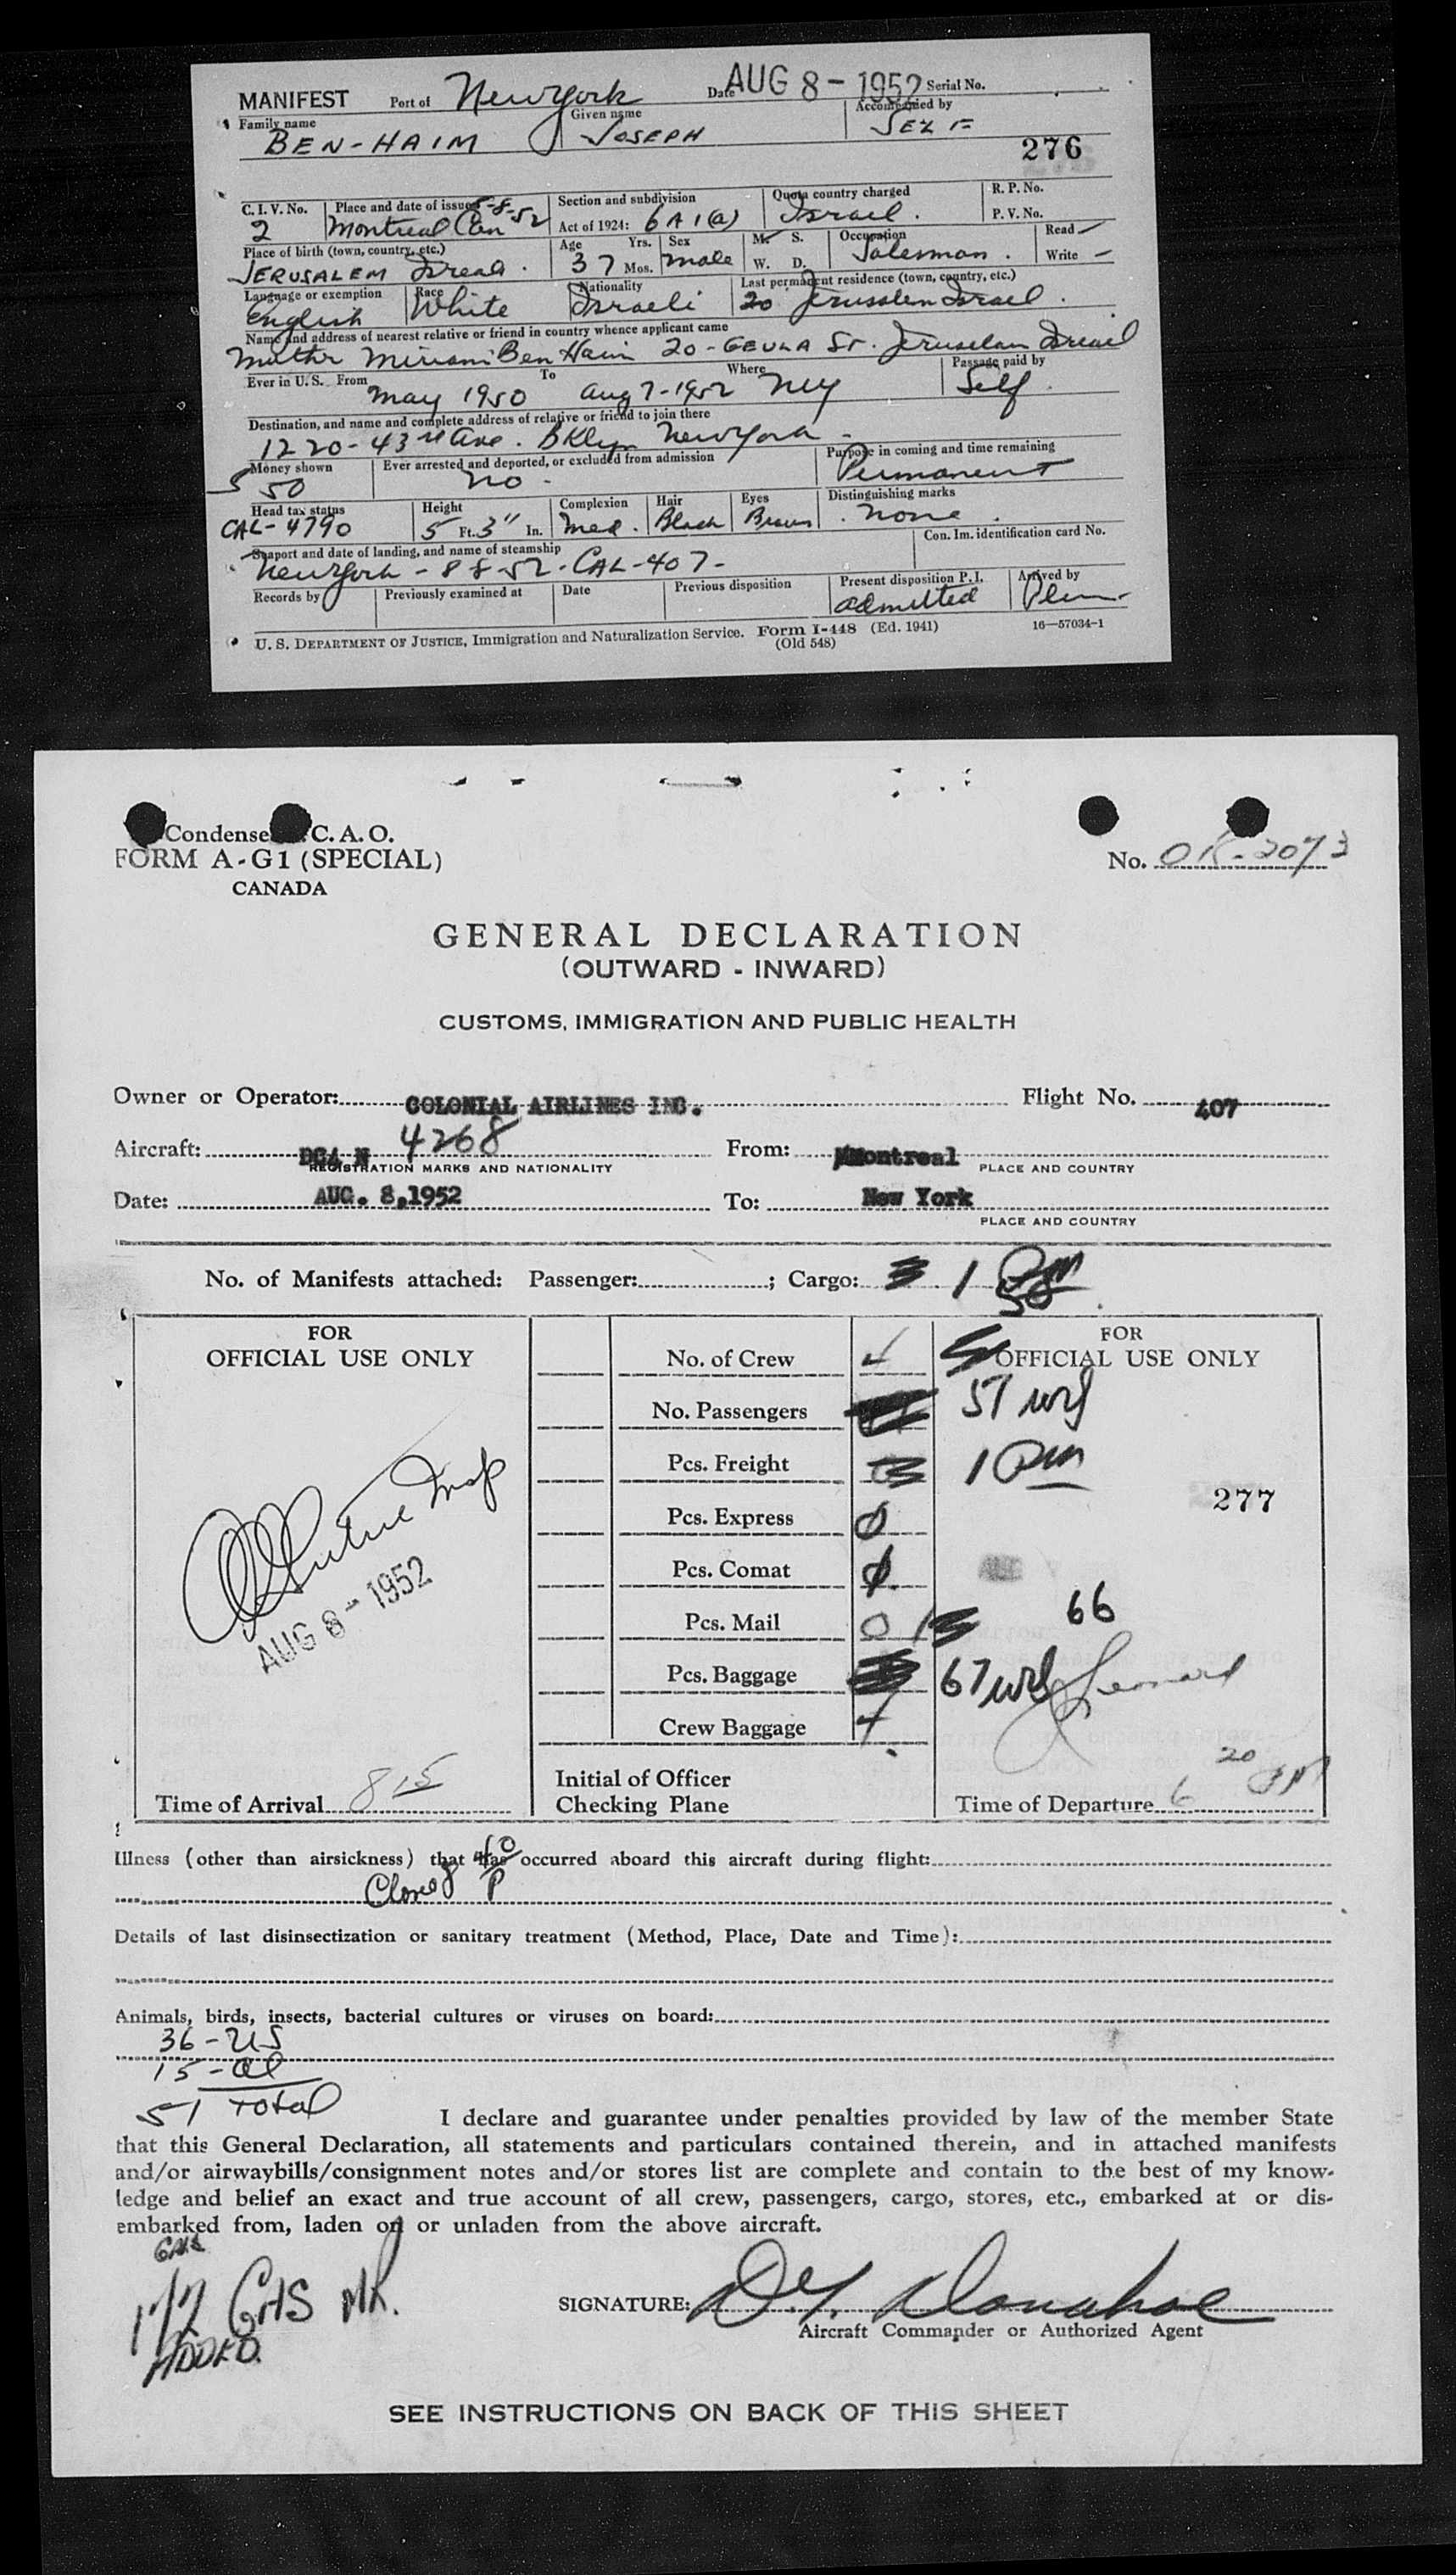 MANIFEST Port of New York Date AUG 8 - 1952 Serial No.
Family name Given name Accompanied by
BEN-HAIM JOSEPH SELF
276
C. I. V. No. Place and date of issue 5-8-52 Section and subdivision Quota country charged R. P. No.
2 Montreal Can Act of 1924: 6A1(a) Israel. P. V. No.
Place of birth (town, country, etc.) Age Yrs. Sex M. S. Occupation Read
JERUSALEM Israel. 37 Mos. male W. D. Salesman. Write
Language or exemption Race Nationality Last permanent residence (town, country, etc.)
English White Israeli 20 Jerusalem Israel.
Name and address of nearest relative or friend in country whence applicant came
Mother Miriam Ben Haim 20-GEULA ST. Jerusalem Israel
Ever in U. S. From To Where Passage paid by
May 1950 Aug 7-1952 NY Self
Destination, and name and complete address of relative or friend to join there
1220-43rd Ave. Bklyn New York
Money shown Ever arrested and deported, or excluded from admission Purpose in coming and time remaining
$ 50 no - Permanent
Head tax status Height Complexion Hair Eyes Distinguishing marks
CAL-4790 5 Ft. 3" In. Med. Black Brown none.
Seaport and date of landing, and name of steamship Con. Im. identification card No.
New York - 8-8-52. CAL-407-
Records by Previously examined at Date Previous disposition Present disposition P. I. Arrived by
admitted Plane
U. S. DEPARTMENT OF JUSTICE, Immigration and Naturalization Service. Form I-448 (Ed. 1941) 16—57034-1
(Old 548)
Condense C. A. O.
FORM A-G1 (SPECIAL)
CANADA
No. OK-2073
GENERAL DECLARATION
(OUTWARD - INWARD)
CUSTOMS, IMMIGRATION AND PUBLIC HEALTH
Owner or Operator: COLONIAL AIRLINES INC. Flight No. 407
Aircraft: DC4 N 4268 From: Montreal
REGISTRATION MARKS AND NATIONALITY PLACE AND COUNTRY
Date: AUG. 8,1952 To: New York
PLACE AND COUNTRY
No. of Manifests attached: Passenger: ; Cargo: 1
FOR FOR
OFFICIAL USE ONLY No. of Crew 4 OFFICIAL USE ONLY
No. Passengers 51
Pcs. Freight 1
277
Pcs. Express 0
Pcs. Comat 0
AUG 8 - 1952
Pcs. Mail 0 66
Pcs. Baggage 67
Crew Baggage 4
Initial of Officer
Time of Arrival 8 15 Checking Plane Time of Departure 6 20 PM
Illness (other than airsickness) that has occurred aboard this aircraft during flight:
Details of last disinsectization or sanitary treatment (Method, Place, Date and Time):
Animals, birds, insects, bacterial cultures or viruses on board:
36-US
15-al
51 Total
I declare and guarantee under penalties provided by law of the member State
that this General Declaration, all statements and particulars contained therein, and in attached manifests
and/or airwaybills/consignment notes and/or stores list are complete and contain to the best of my know-
ledge and belief an exact and true account of all crew, passengers, cargo, stores, etc., embarked at or dis-
embarked from, laden on or unladen from the above aircraft.
ADDED.
SIGNATURE: D. Y. Donahoe
Aircraft Commander or Authorized Agent
SEE INSTRUCTIONS ON BACK OF THIS SHEET